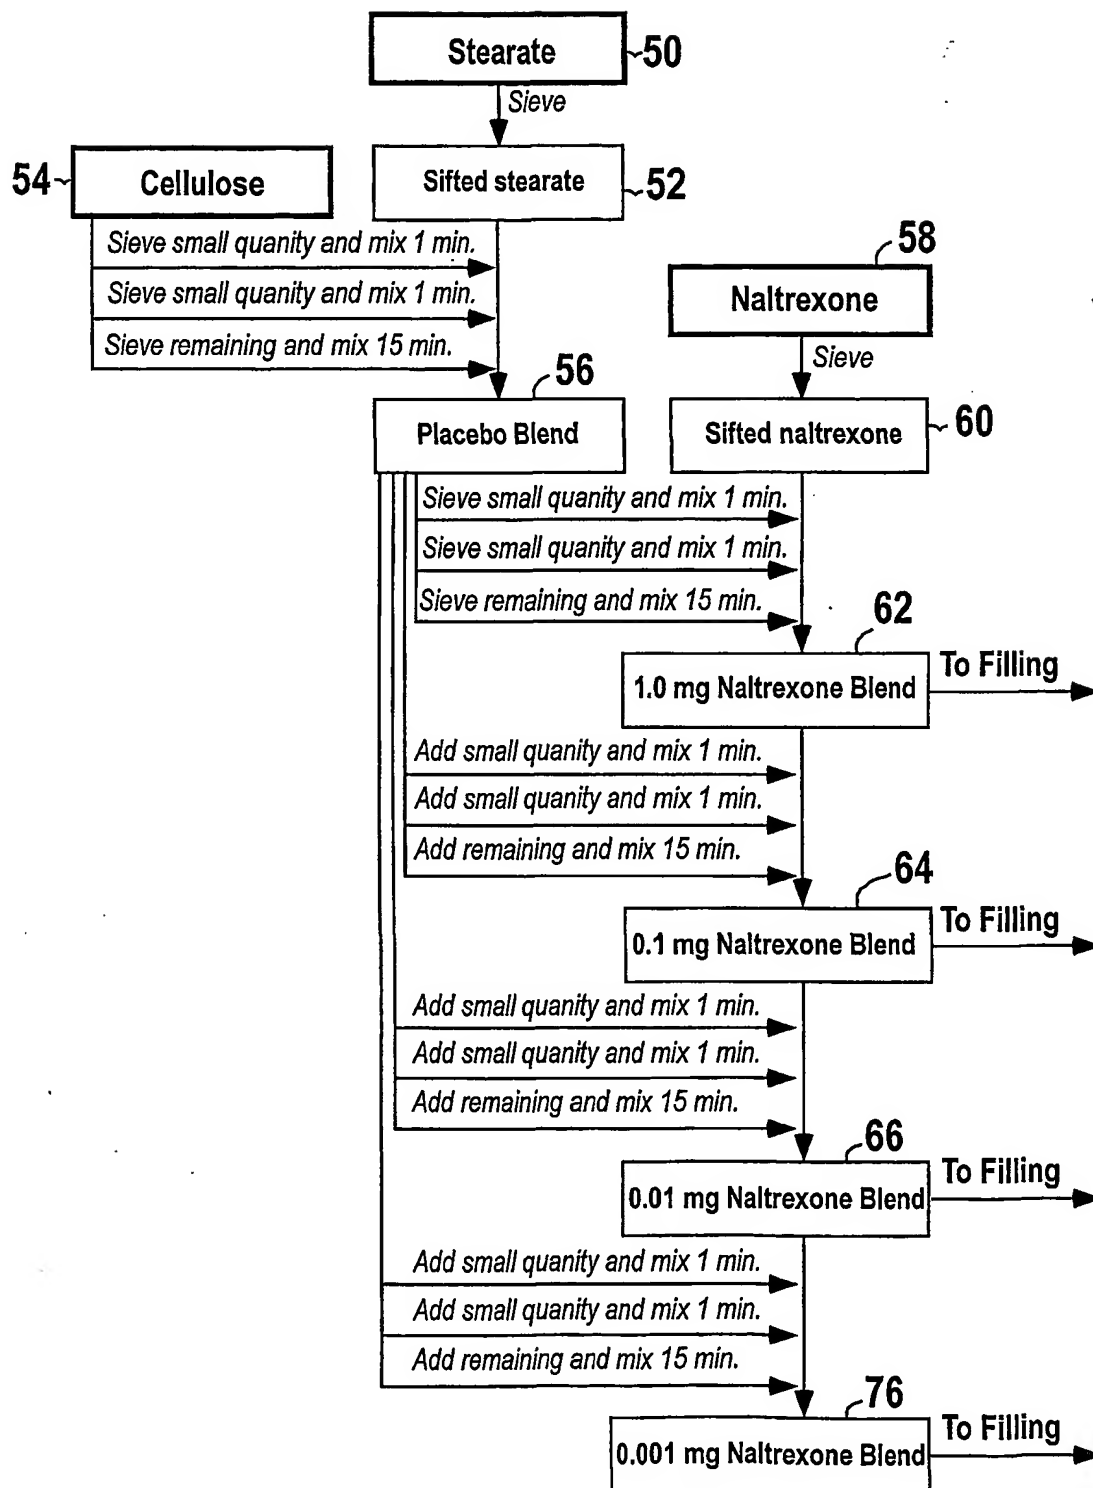 Stearate
50
Sieve
54
Cellulose
Sifted stearate
52
Sieve small quanity and mix 1 min.
Sieve small quanity and mix 1 min.
Sieve remaining and mix 15 min.
58
Naltrexone
Sieve
56
Placebo Blend
Sifted naltrexone
60
Sieve small quanity and mix 1 min.
Sieve small quanity and mix 1 min.
Sieve remaining and mix 15 min.
62
1.0 mg Naltrexone Blend
To Filling
Add small quanity and mix 1 min.
Add small quanity and mix 1 min.
Add remaining and mix 15 min.
64
0.1 mg Naltrexone Blend
To Filling
Add small quanity and mix 1 min.
Add small quanity and mix 1 min.
Add remaining and mix 15 min.
66
0.01 mg Naltrexone Blend
To Filling
Add small quanity and mix 1 min.
Add small quanity and mix 1 min.
Add remaining and mix 15 min.
76
0.001 mg Naltrexone Blend
To Filling